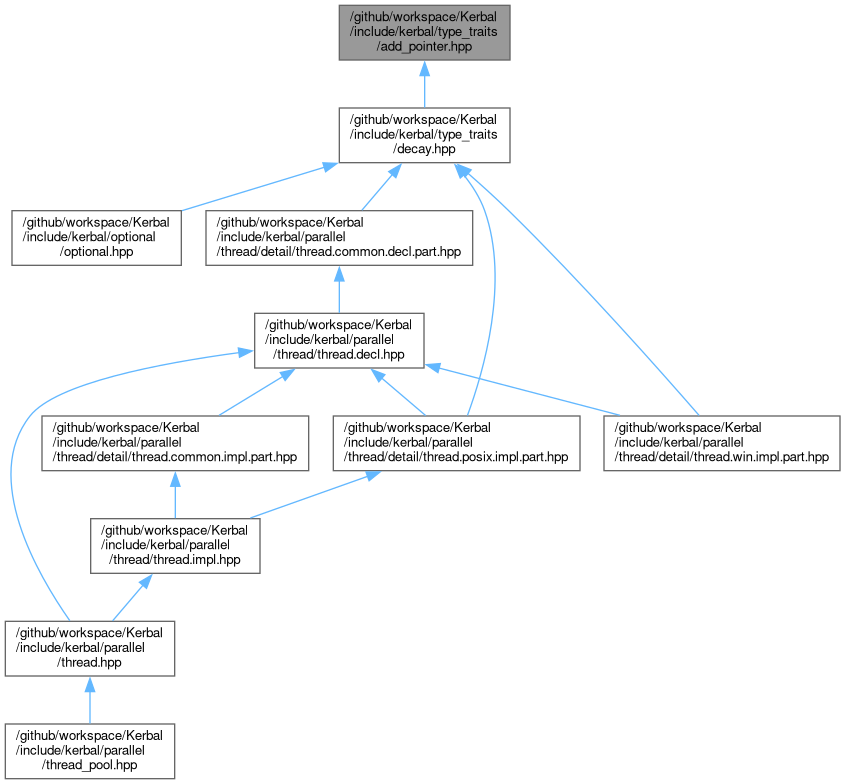 /github/workspace/Kerbal
/include/kerbal/type_traits
/add_pointer.hpp
/github/workspace/Kerbal
/include/kerbal/type_traits
/decay.hpp
/github/workspace/Kerbal
/include/kerbal/optional
/optional.hpp
/github/workspace/Kerbal
/include/kerbal/parallel
/thread/detail/thread.common.decl.part.hpp
/github/workspace/Kerbal
/include/kerbal/parallel
/thread/thread.decl.hpp
/github/workspace/Kerbal
/include/kerbal/parallel
/thread/detail/thread.common.impl.part.hpp
/github/workspace/Kerbal
/include/kerbal/parallel
/thread/detail/thread.posix.impl.part.hpp
/github/workspace/Kerbal
/include/kerbal/parallel
/thread/detail/thread.win.impl.part.hpp
/github/workspace/Kerbal
/include/kerbal/parallel
/thread/thread.impl.hpp
/github/workspace/Kerbal
/include/kerbal/parallel
/thread.hpp
/github/workspace/Kerbal
/include/kerbal/parallel
/thread_pool.hpp